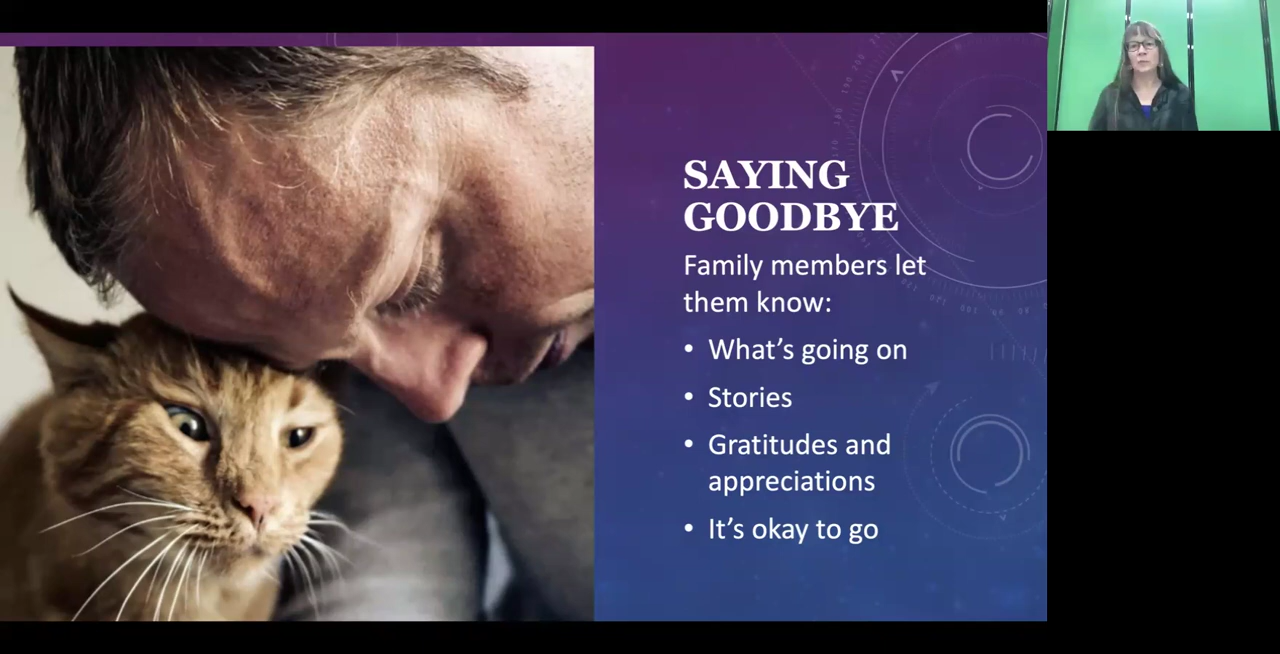 SAYING
GOODBYE
Family members let
them know:
• What's going on
• Stories
• Gratitudes and
appreciations
• It's okay to go